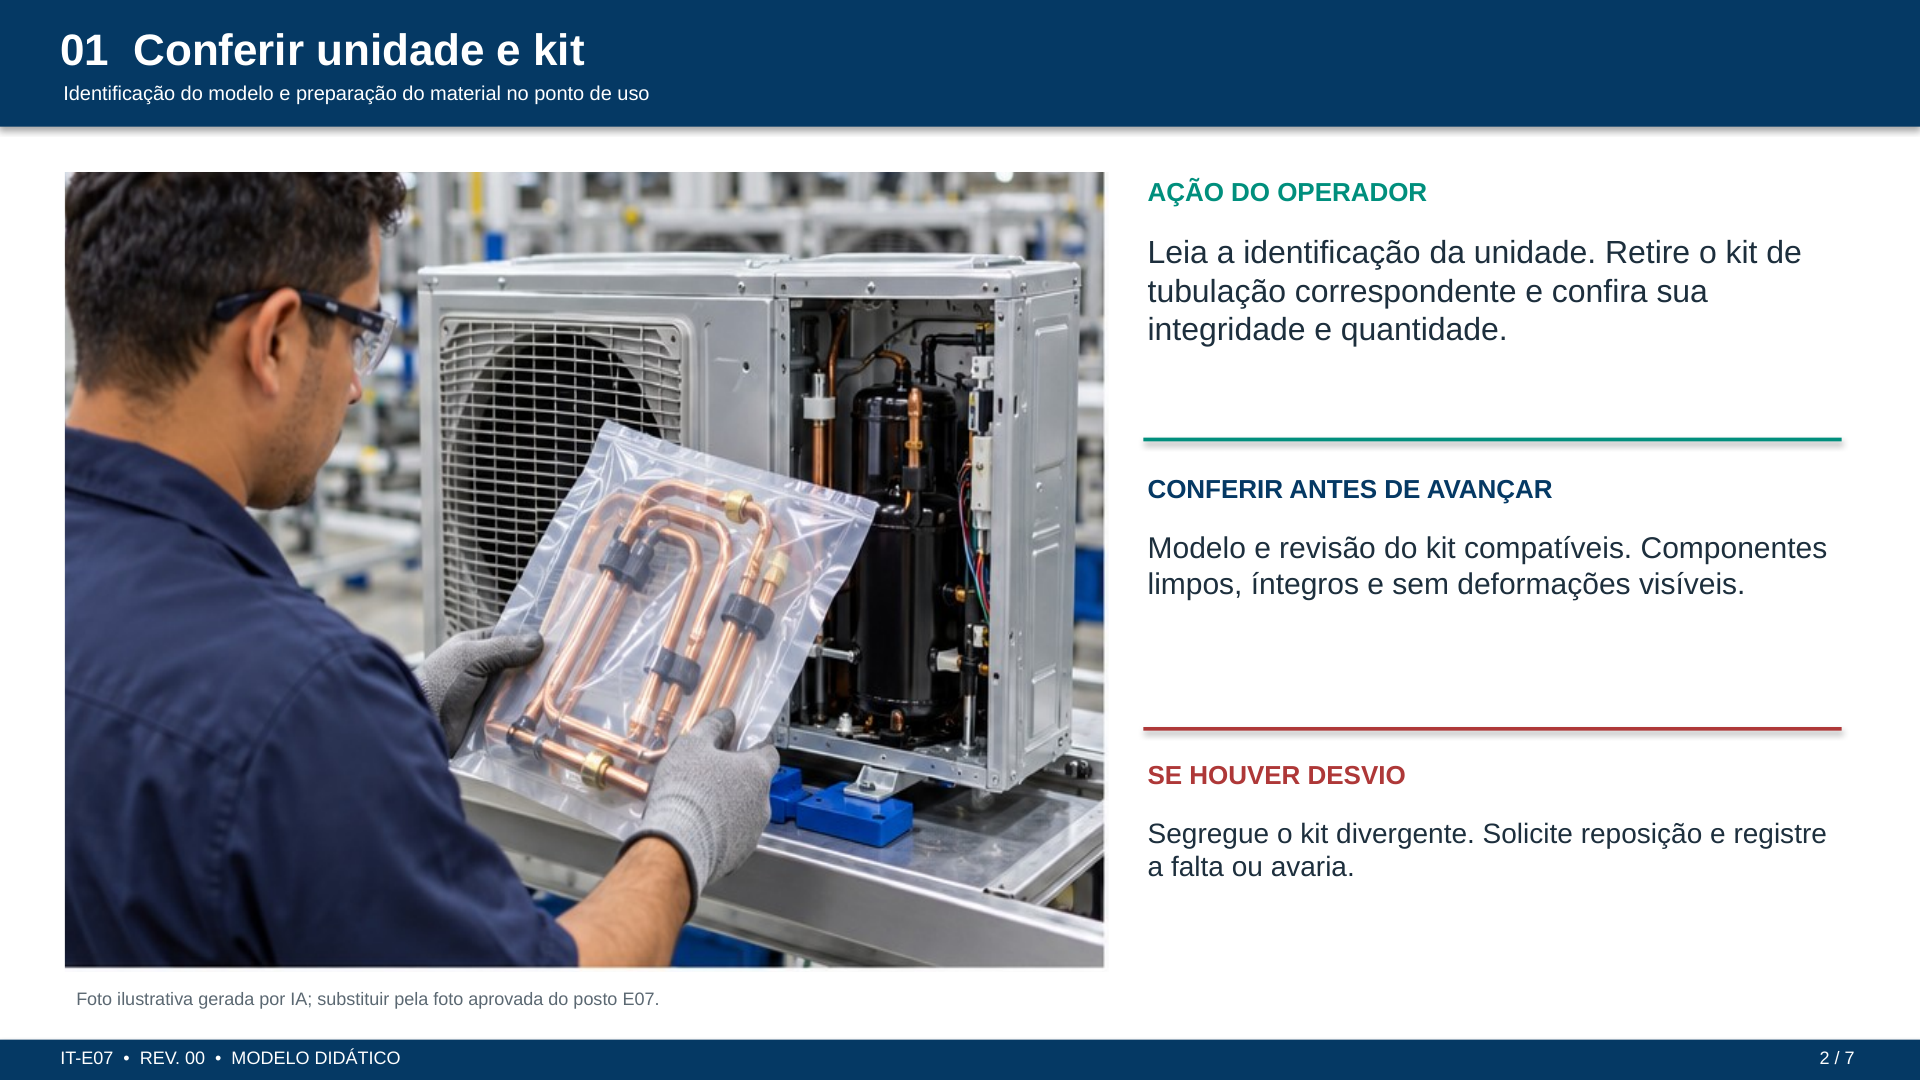 01 Conferir unidade e kit
Identificação do modelo e preparação do material no ponto de uso
AÇÃO DO OPERADOR
Leia a identificação da unidade. Retire o kit de
tubulação correspondente e confira sua
integridade e quantidade.
CONFERIR ANTES DE AVANÇAR
Modelo e revisão do kit compatíveis. Componentes
limpos, íntegros e sem deformações visíveis.
SE HOUVER DESVIO
Segregue o kit divergente. Solicite reposição e registre
a falta ou avaria.
Foto ilustrativa gerada por IA; substituir pela foto aprovada do posto E07.
IT-E07 • REV. 00 • MODELO DIDÁTICO
2 / 7